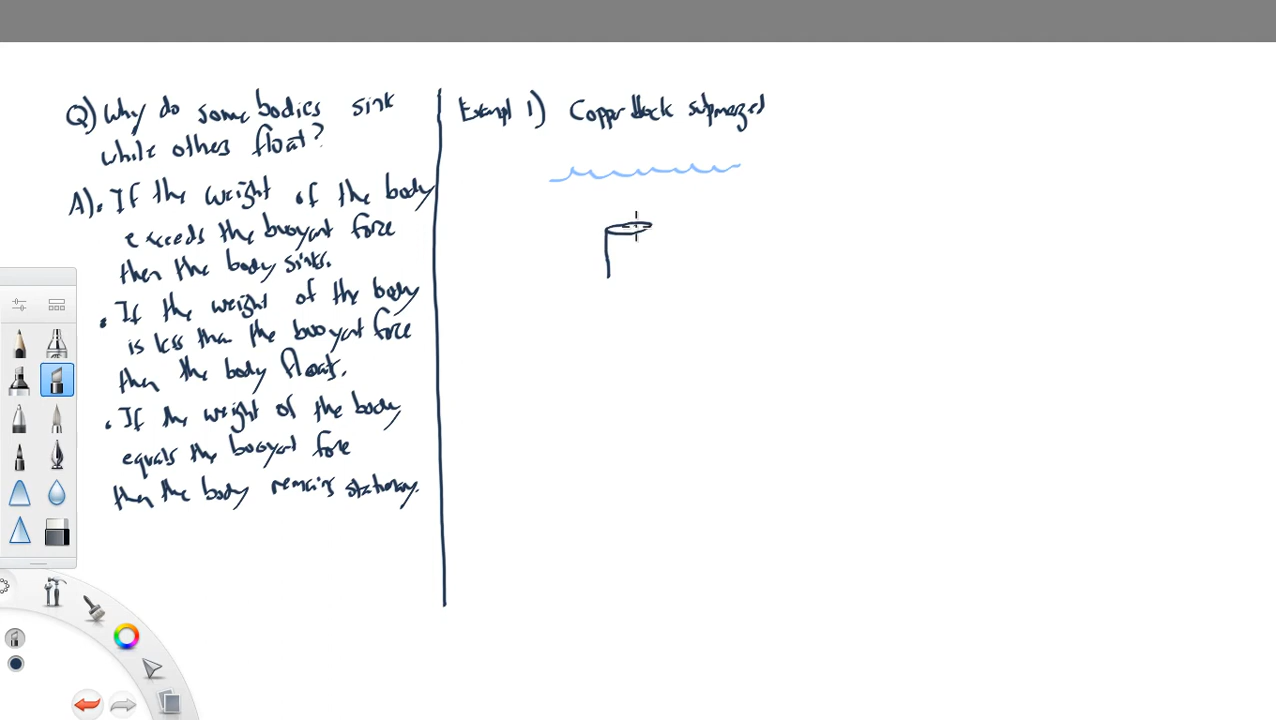 Q) Why do some bodies sink
while others float?
A). If the weight of the body
exceeds the buoyant force
then the body sinks.
. If the weight of the body
is less than the buoyant force
then the body float.
. If the weight of the body
equals the buoyant force
then the body remains stationary.
Exampl 1) Copper block submerged